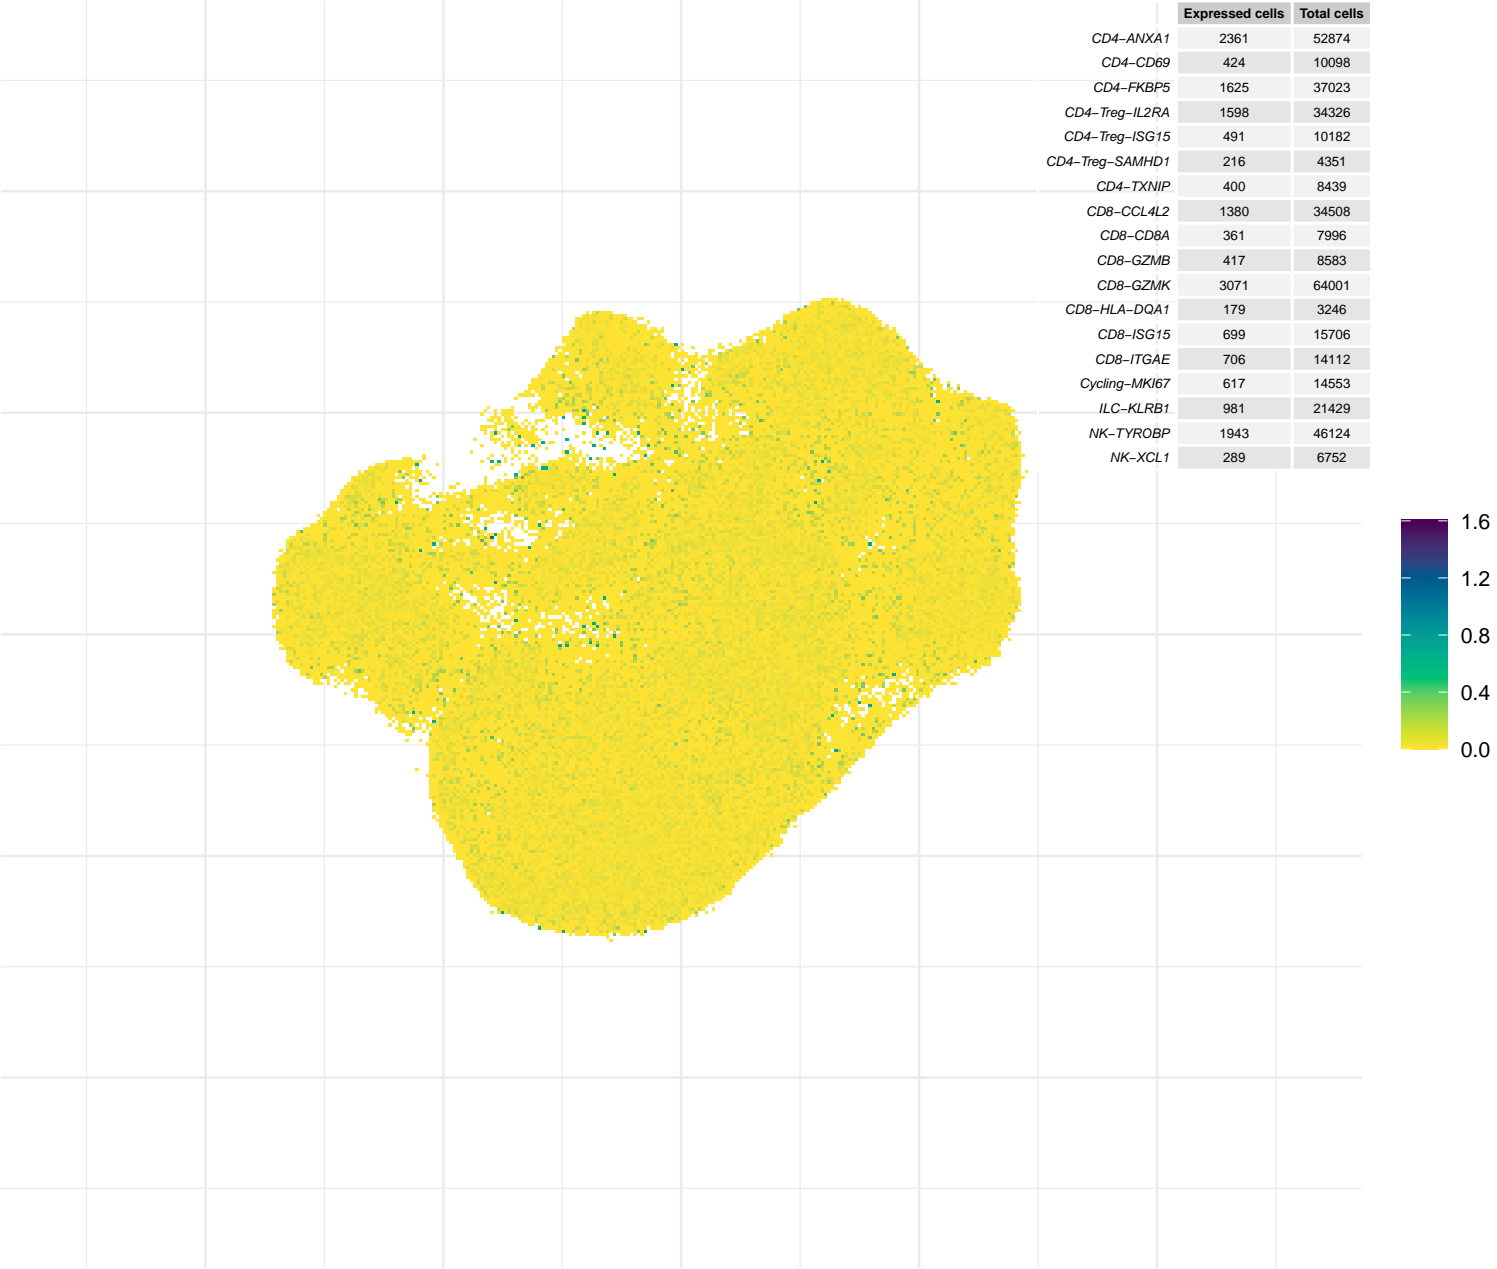 Expressed cells Total cells
CD4−ANXA1 2361 52874
CD4−CD69 424 10098
CD4−FKBP5 1625 37023
CD4−Treg−IL2RA 1598 34326
CD4−Treg−ISG15 491 10182
CD4−Treg−SAMHD1 216 4351
CD4−TXNIP 400 8439
CD8−CCL4L2 1380 34508
CD8−CD8A 361 7996
CD8−GZMB 417 8583
CD8−GZMK 3071 64001
CD8−HLA−DQA1 179 3246
CD8−ISG15 699 15706
CD8−ITGAE 706 14112
Cycling−MKI67 617 14553
ILC−KLRB1 981 21429
NK−TYROBP 1943 46124
NK−XCL1 289 6752
1.6
1.2
0.8
0.4
0.0